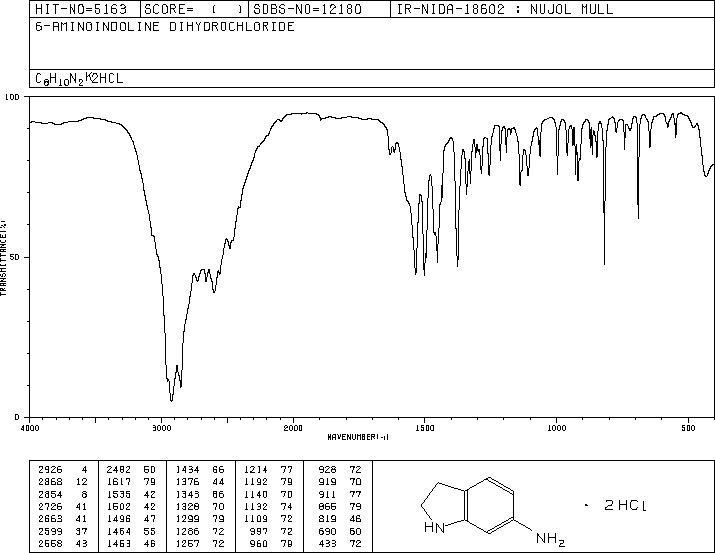 HIT-NO=5163 SCORE= ( ) SDBS-NO=12180 IR-NIDA-18602 : NUJOL MULL
6-AMINOINDOLINE DIHYDROCHLORIDE
C8H10N2K2HCL
100
50
0
TRANSMITTANCE(%)
4000 3000 2000 1500 1000 500
WAVENUMBER(-1)
2926 4 2482 50 1434 66 1214 77 928 72
2868 12 1617 79 1376 44 1192 79 919 70
2854 8 1535 42 1343 66 1140 70 911 77
2726 41 1502 42 1328 70 1132 74 866 79
2663 41 1496 47 1299 79 1109 72 819 46
2599 37 1464 55 1286 72 997 72 690 60
2558 43 1453 46 1257 72 960 79 433 72
HN
NH2
· 2HCl